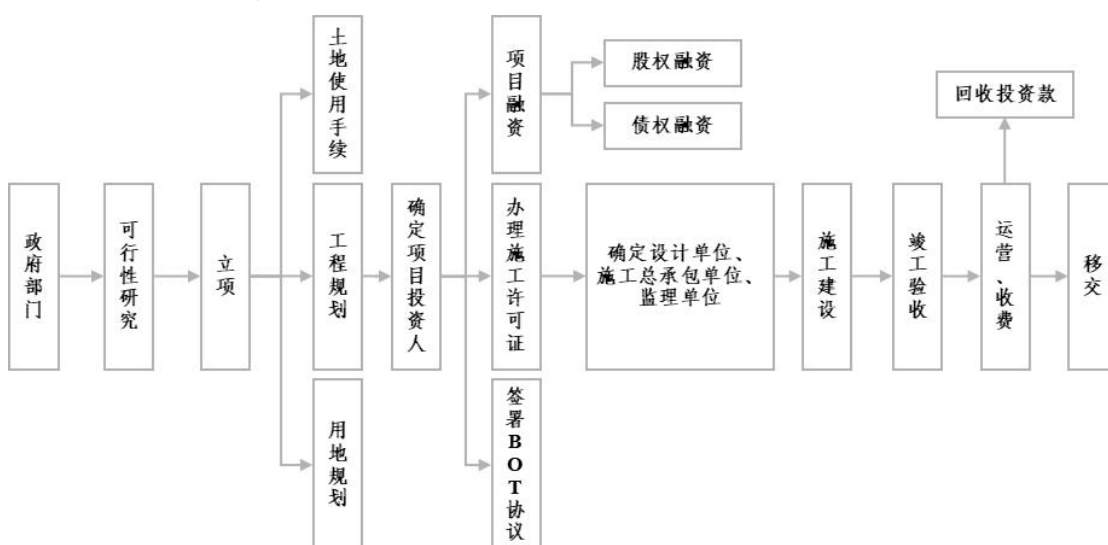 政府部门
可行性研究
立项
土地使用手续
工程规划
用地规划
确定项目投资人
项目融资
股权融资
债权融资
办理施工许可证
签署BOT协议
确定设计单位、
施工总承包单位、
监理单位
施工建设
竣工验收
运营、收费
回收投资款
移交